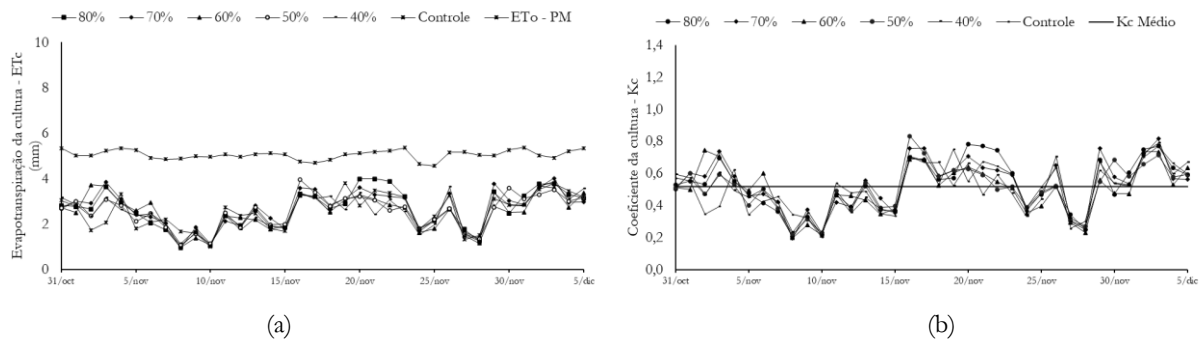 80% 70% 60% 50% 40% Controle ETo - PM
Evapotranspiração da cultura - ETc
(mm)
10
8
6
4
2
0
31/oct 5/nov 10/nov 15/nov 20/nov 25/nov 30/nov 5/dic
(a)
80% 70% 60% 50% 40% Controle Kc Médio
Coeficiente da cultura - Kc
1,4
1,2
1,0
0,8
0,6
0,4
0,2
0,0
31/oct 5/nov 10/nov 15/nov 20/nov 25/nov 30/nov 5/dic
(b)